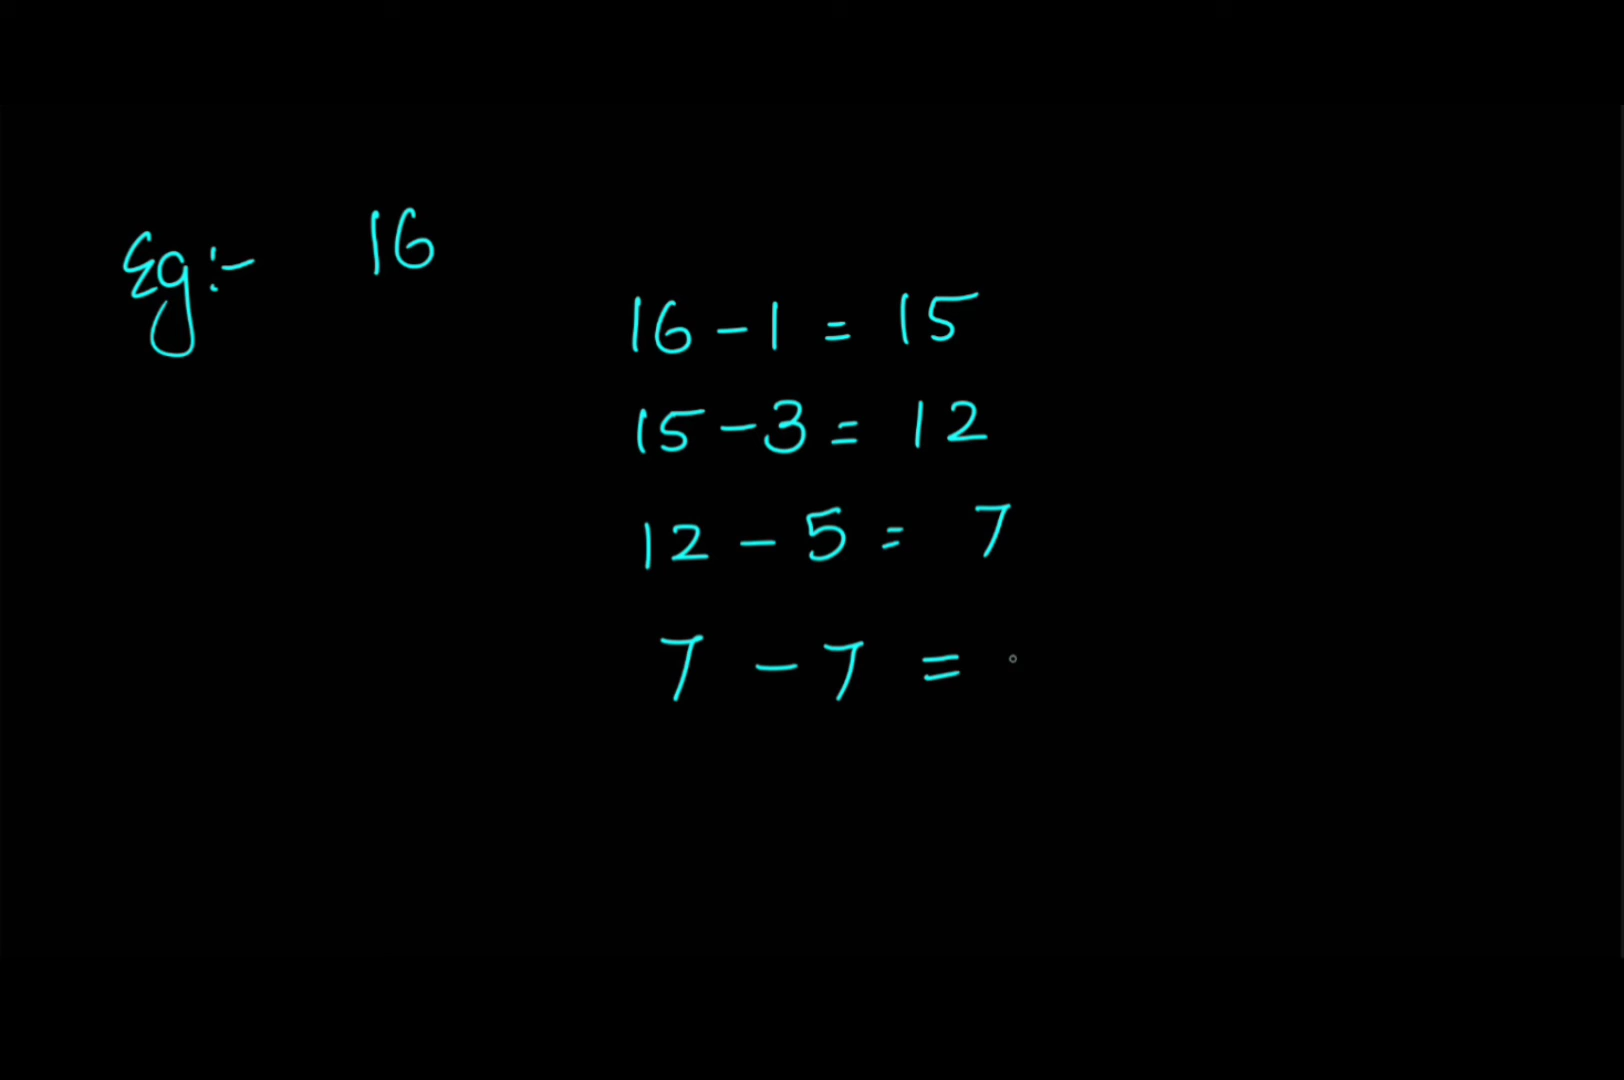 Eg:- 16
16 - 1 = 15
15 - 3 = 12
12 - 5 = 7
7 - 7 =